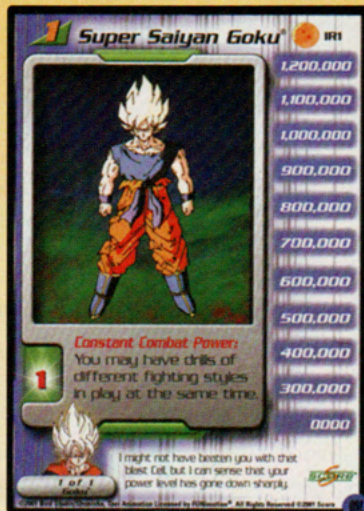 1
Super Saiyan Goku
IR1
1,200,000
1,100,000
1,000,000
900,000
800,000
700,000
600,000
500,000
400,000
300,000
0000
Constant Combat Power:
You may have drills of
different fighting styles
in play at the same time.
1
1 of 1
Goku
I might not have beaten you with that
blast Cell, but I can sense that your
power level has gone down sharply.
SCORE